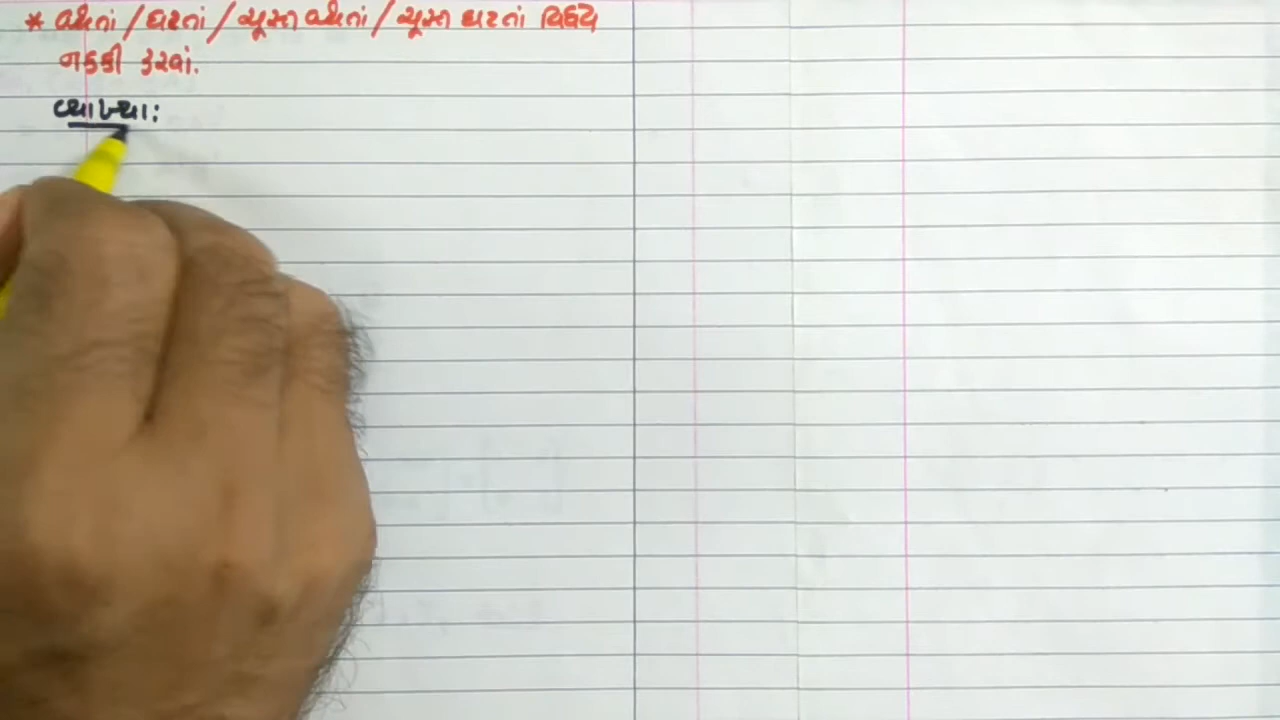 * વધતાં / ઘટતાં / ચુસ્ત વધતાં / ચુસ્ત ઘટતાં વિધેય
નક્કી કરવાં.
વ્યાખ્યા: